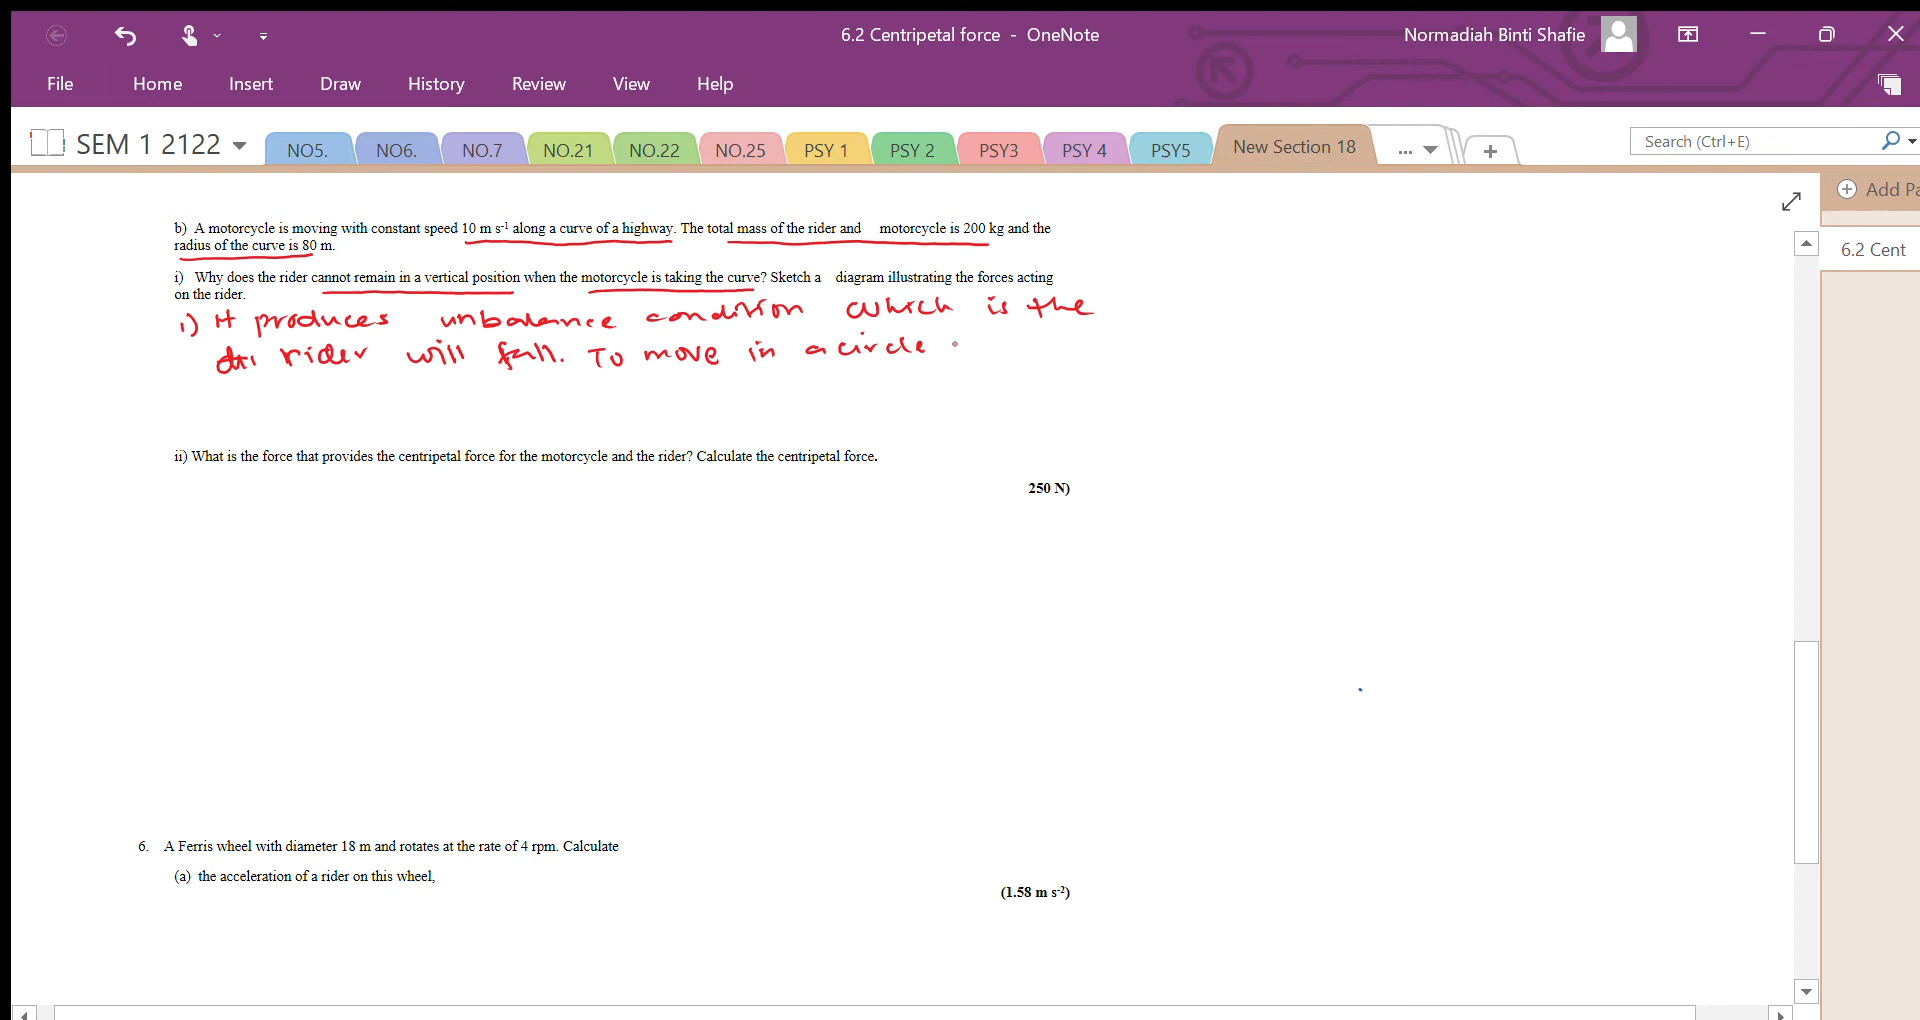 6.2 Centripetal force - OneNote
Normadiah Binti Shafie
File Home Insert Draw History Review View Help
SEM 1 2122
NO5. NO6. NO.7 NO.21 NO.22 NO.25 PSY 1 PSY 2 PSY3 PSY 4 PSY5 New Section 18 ... +
Search (Ctrl+E)
Add Pa
6.2 Cent
b) A motorcycle is moving with constant speed 10 m s⁻¹ along a curve of a highway. The total mass of the rider and motorcycle is 200 kg and the
radius of the curve is 80 m.
i) Why does the rider cannot remain in a vertical position when the motorcycle is taking the curve? Sketch a diagram illustrating the forces acting
on the rider.
i) It produces unbalance condition which is the
rider will fall. To move in a circle
ii) What is the force that provides the centripetal force for the motorcycle and the rider? Calculate the centripetal force.
250 N)
6. A Ferris wheel with diameter 18 m and rotates at the rate of 4 rpm. Calculate
(a) the acceleration of a rider on this wheel,
(1.58 m s⁻²)